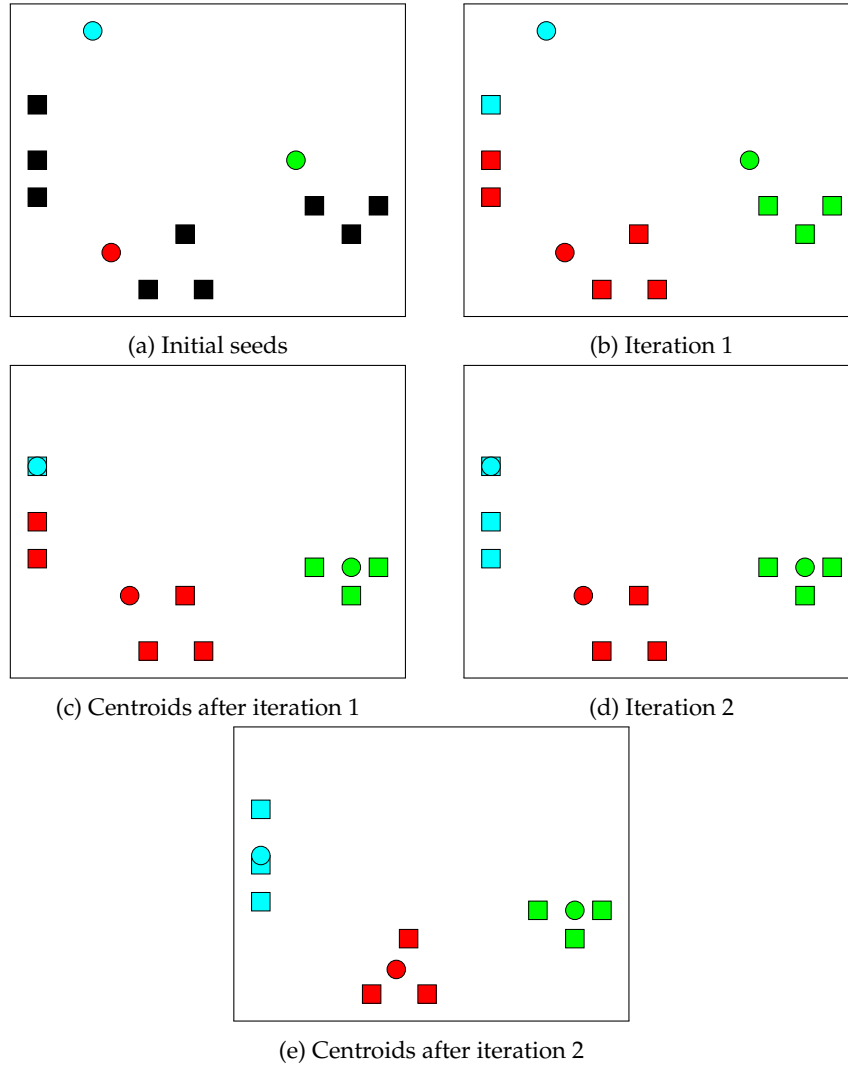 (a) Initial seeds
(b) Iteration 1
(c) Centroids after iteration 1
(d) Iteration 2
(e) Centroids after iteration 2